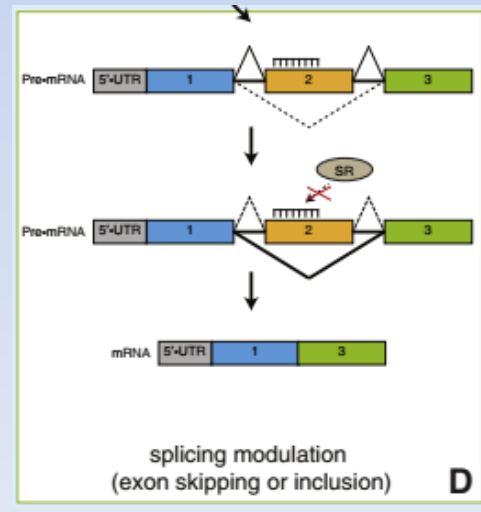 Pre-mRNA 5'-UTR 1 2 3
SR
Pre-mRNA 5'-UTR 1 2 3
mRNA 5'-UTR 1 3
splicing modulation
(exon skipping or inclusion) D